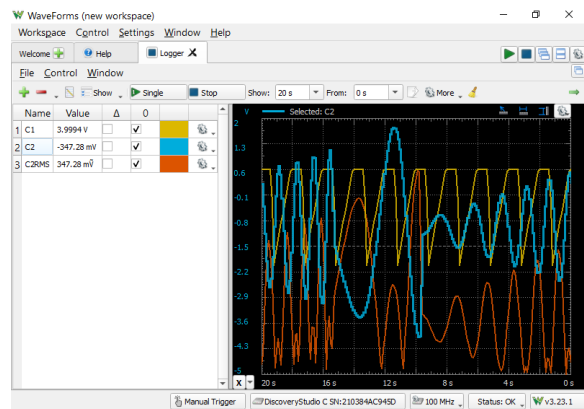 WaveForms (new workspace)
Workspace Control Settings Window Help
Welcome Help Logger
File Control Window
Show Single Stop Show: 20 s From: 0 s More
Name Value Δ 0
1 C1 3.9994 V
2 C2 -347.28 mV
3 C2RMS 347.28 mṼ
V Selected: C2
2
1.3
0.6
-0.1
-0.8
-1.5
-2.2
-2.9
-3.6
-4.3
-5
X 20 s 16 s 12 s 8 s 4 s 0 s
Manual Trigger DiscoveryStudio C SN:210384AC945D 100 MHz Status: OK v3.23.1